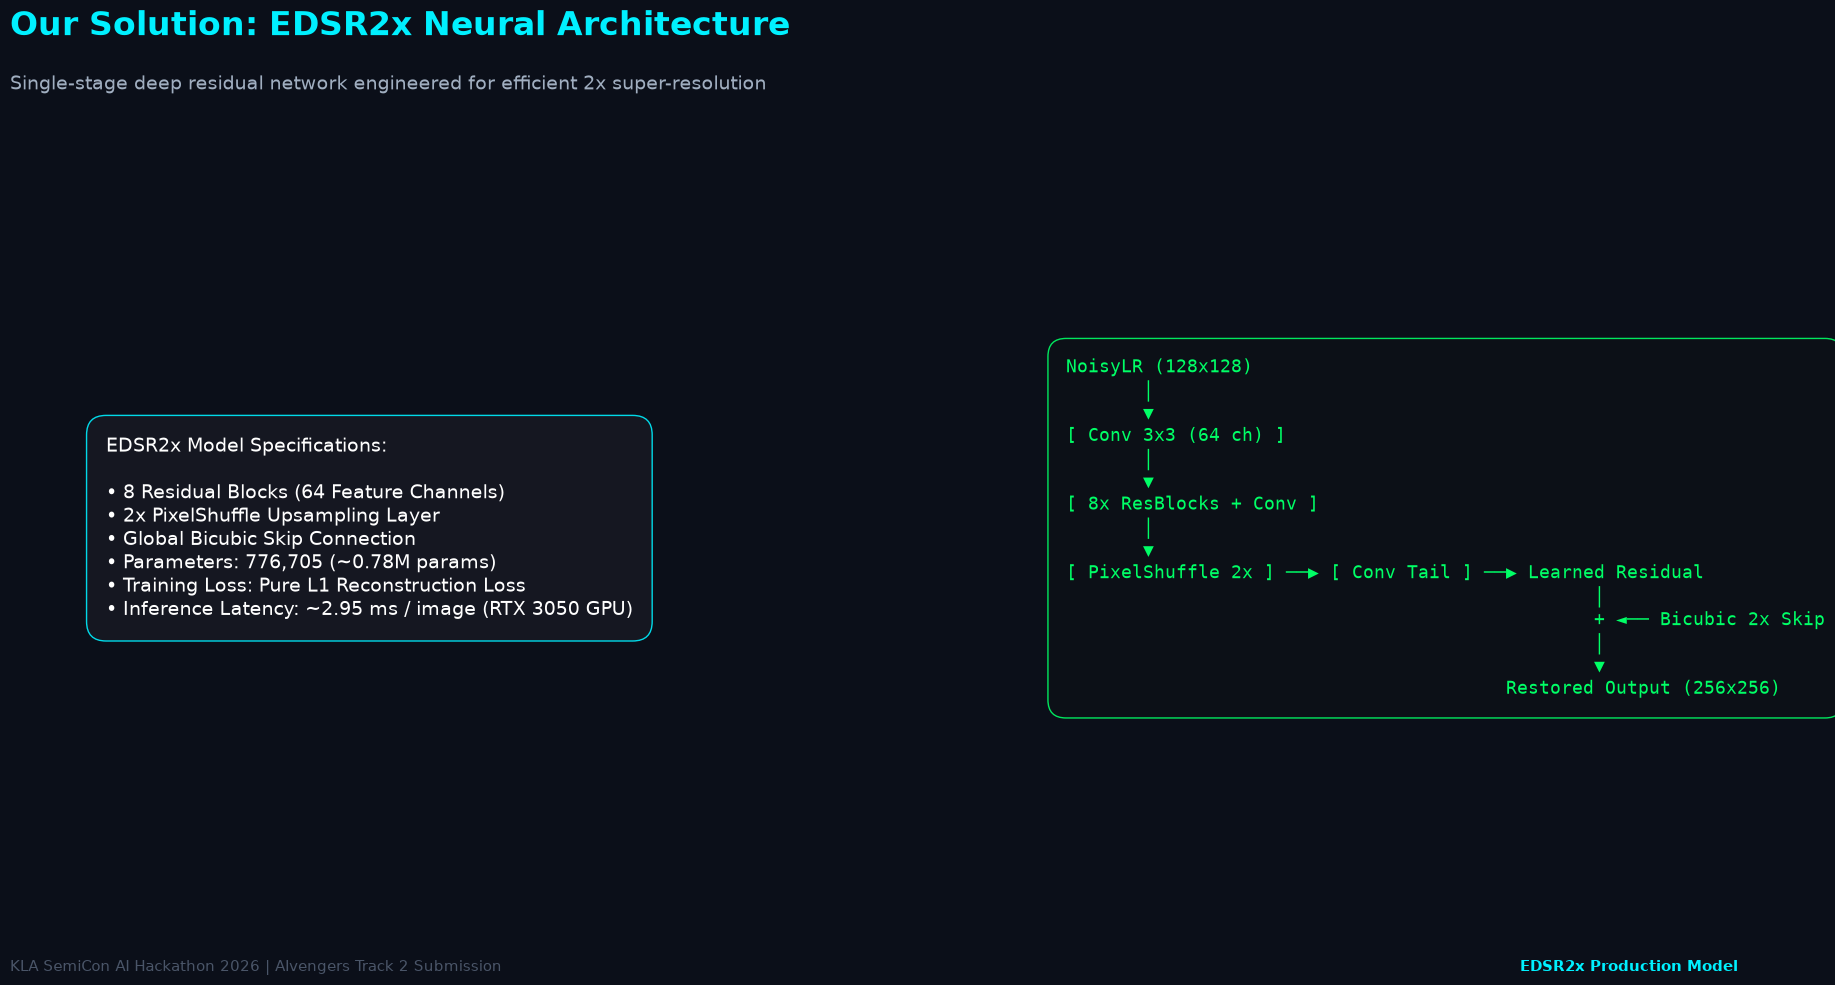 Our Solution: EDSR2x Neural Architecture
Single-stage deep residual network engineered for efficient 2x super-resolution
EDSR2x Model Specifications:
• 8 Residual Blocks (64 Feature Channels)
• 2x PixelShuffle Upsampling Layer
• Global Bicubic Skip Connection
• Parameters: 776,705 (~0.78M params)
• Training Loss: Pure L1 Reconstruction Loss
• Inference Latency: ~2.95 ms / image (RTX 3050 GPU)
NoisyLR (128x128)
│
▼
[ Conv 3x3 (64 ch) ]
│
▼
[ 8x ResBlocks + Conv ]
│
▼
[ PixelShuffle 2x ] ──▶ [ Conv Tail ] ──▶ Learned Residual
│
+ ◄── Bicubic 2x Skip
│
▼
Restored Output (256x256)
KLA SemiCon AI Hackathon 2026 | AIvengers Track 2 Submission
EDSR2x Production Model